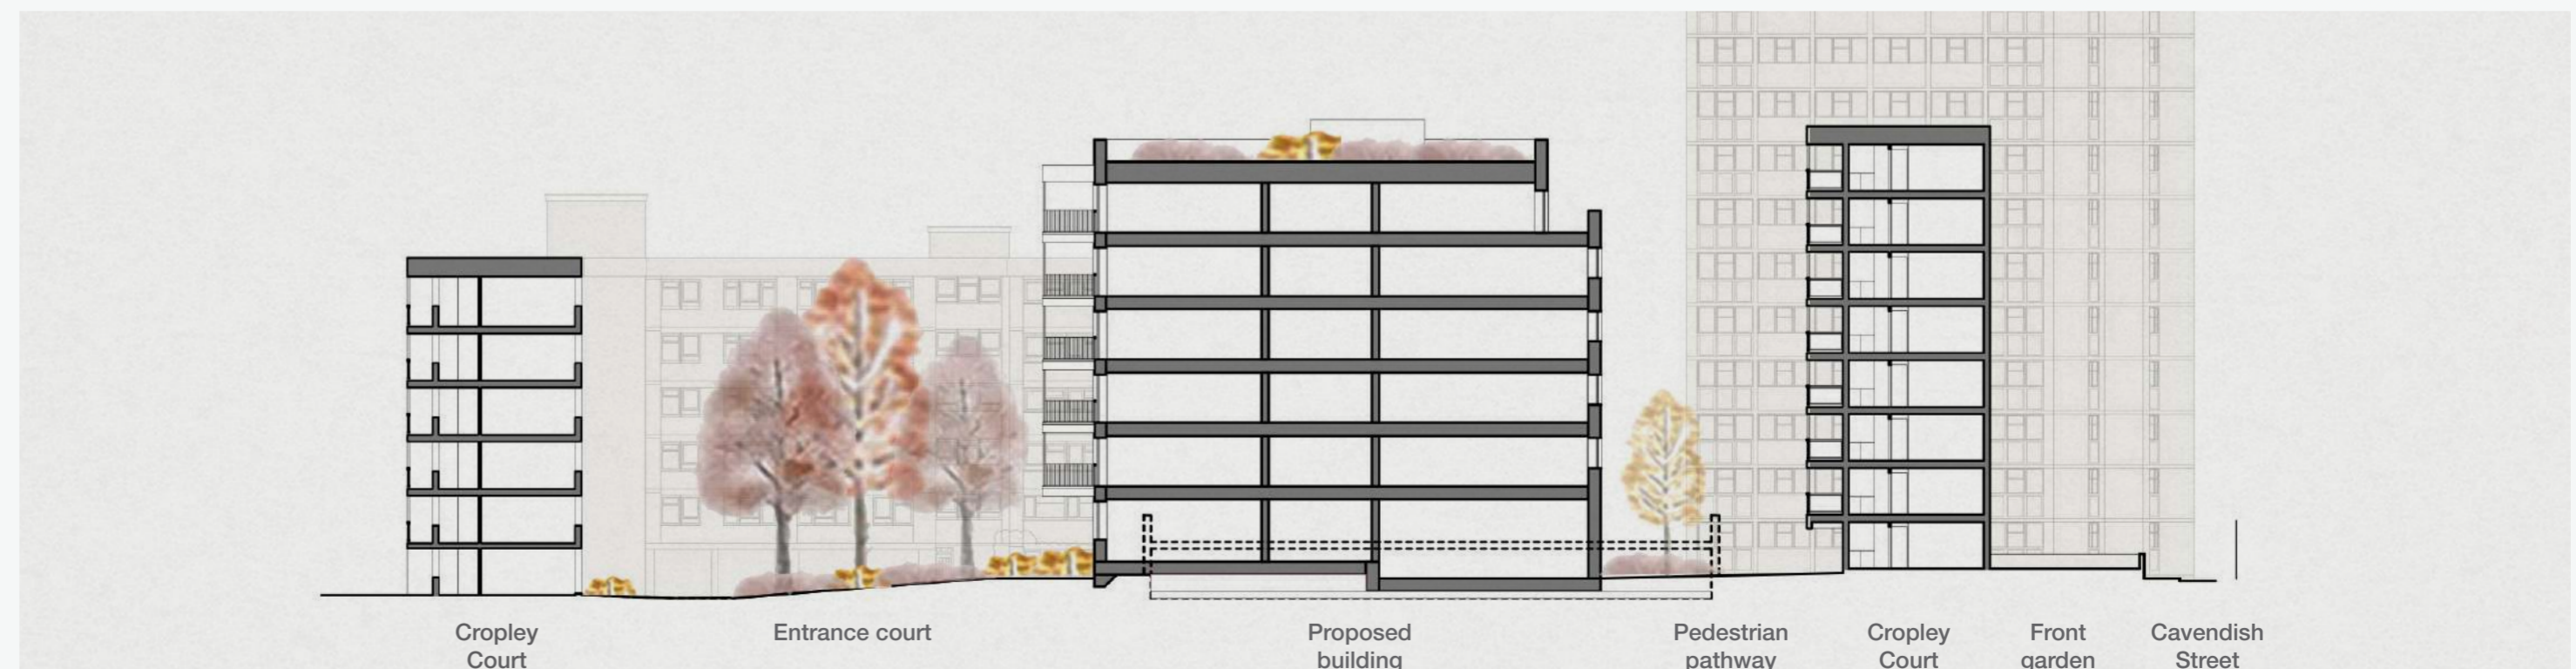 Cropley
Court
Entrance court
Proposed
building
Pedestrian
pathway
Cropley
Court
Front
garden
Cavendish
Street